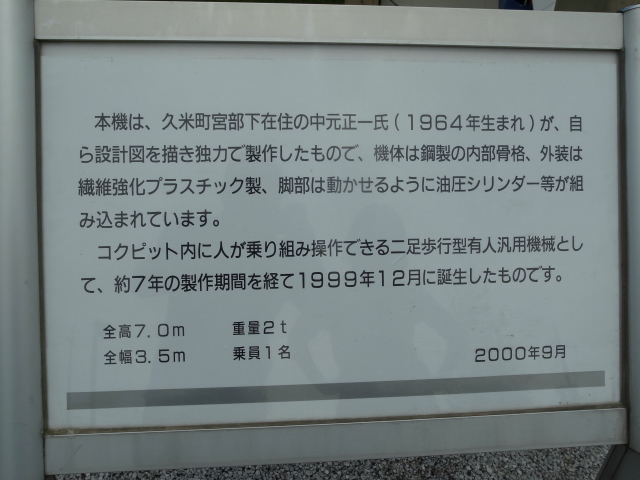 本機は、久米町宮部下在住の中元正一氏(1964年生まれ)が、自
ら設計図を描き独力で製作したもので、機体は鋼製の内部骨格、外装は
繊維強化プラスチック製、脚部は動かせるように油圧シリンダー等が組
み込まれています。
コクピット内に人が乗り組み操作できる二足歩行型有人汎用機械とし
て、約7年の製作期間を経て1999年12月に誕生したものです。
全高7.0m 重量2t
全幅3.5m 乗員1名 2000年9月